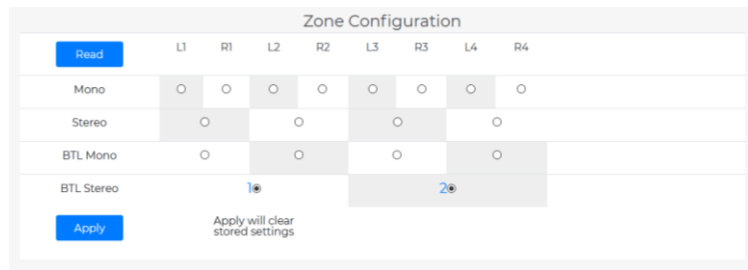 Zone Configuration
Read L1 R1 L2 R2 L3 R3 L4 R4
Mono
Stereo
BTL Mono
BTL Stereo 1 2
Apply Apply will clear
stored settings